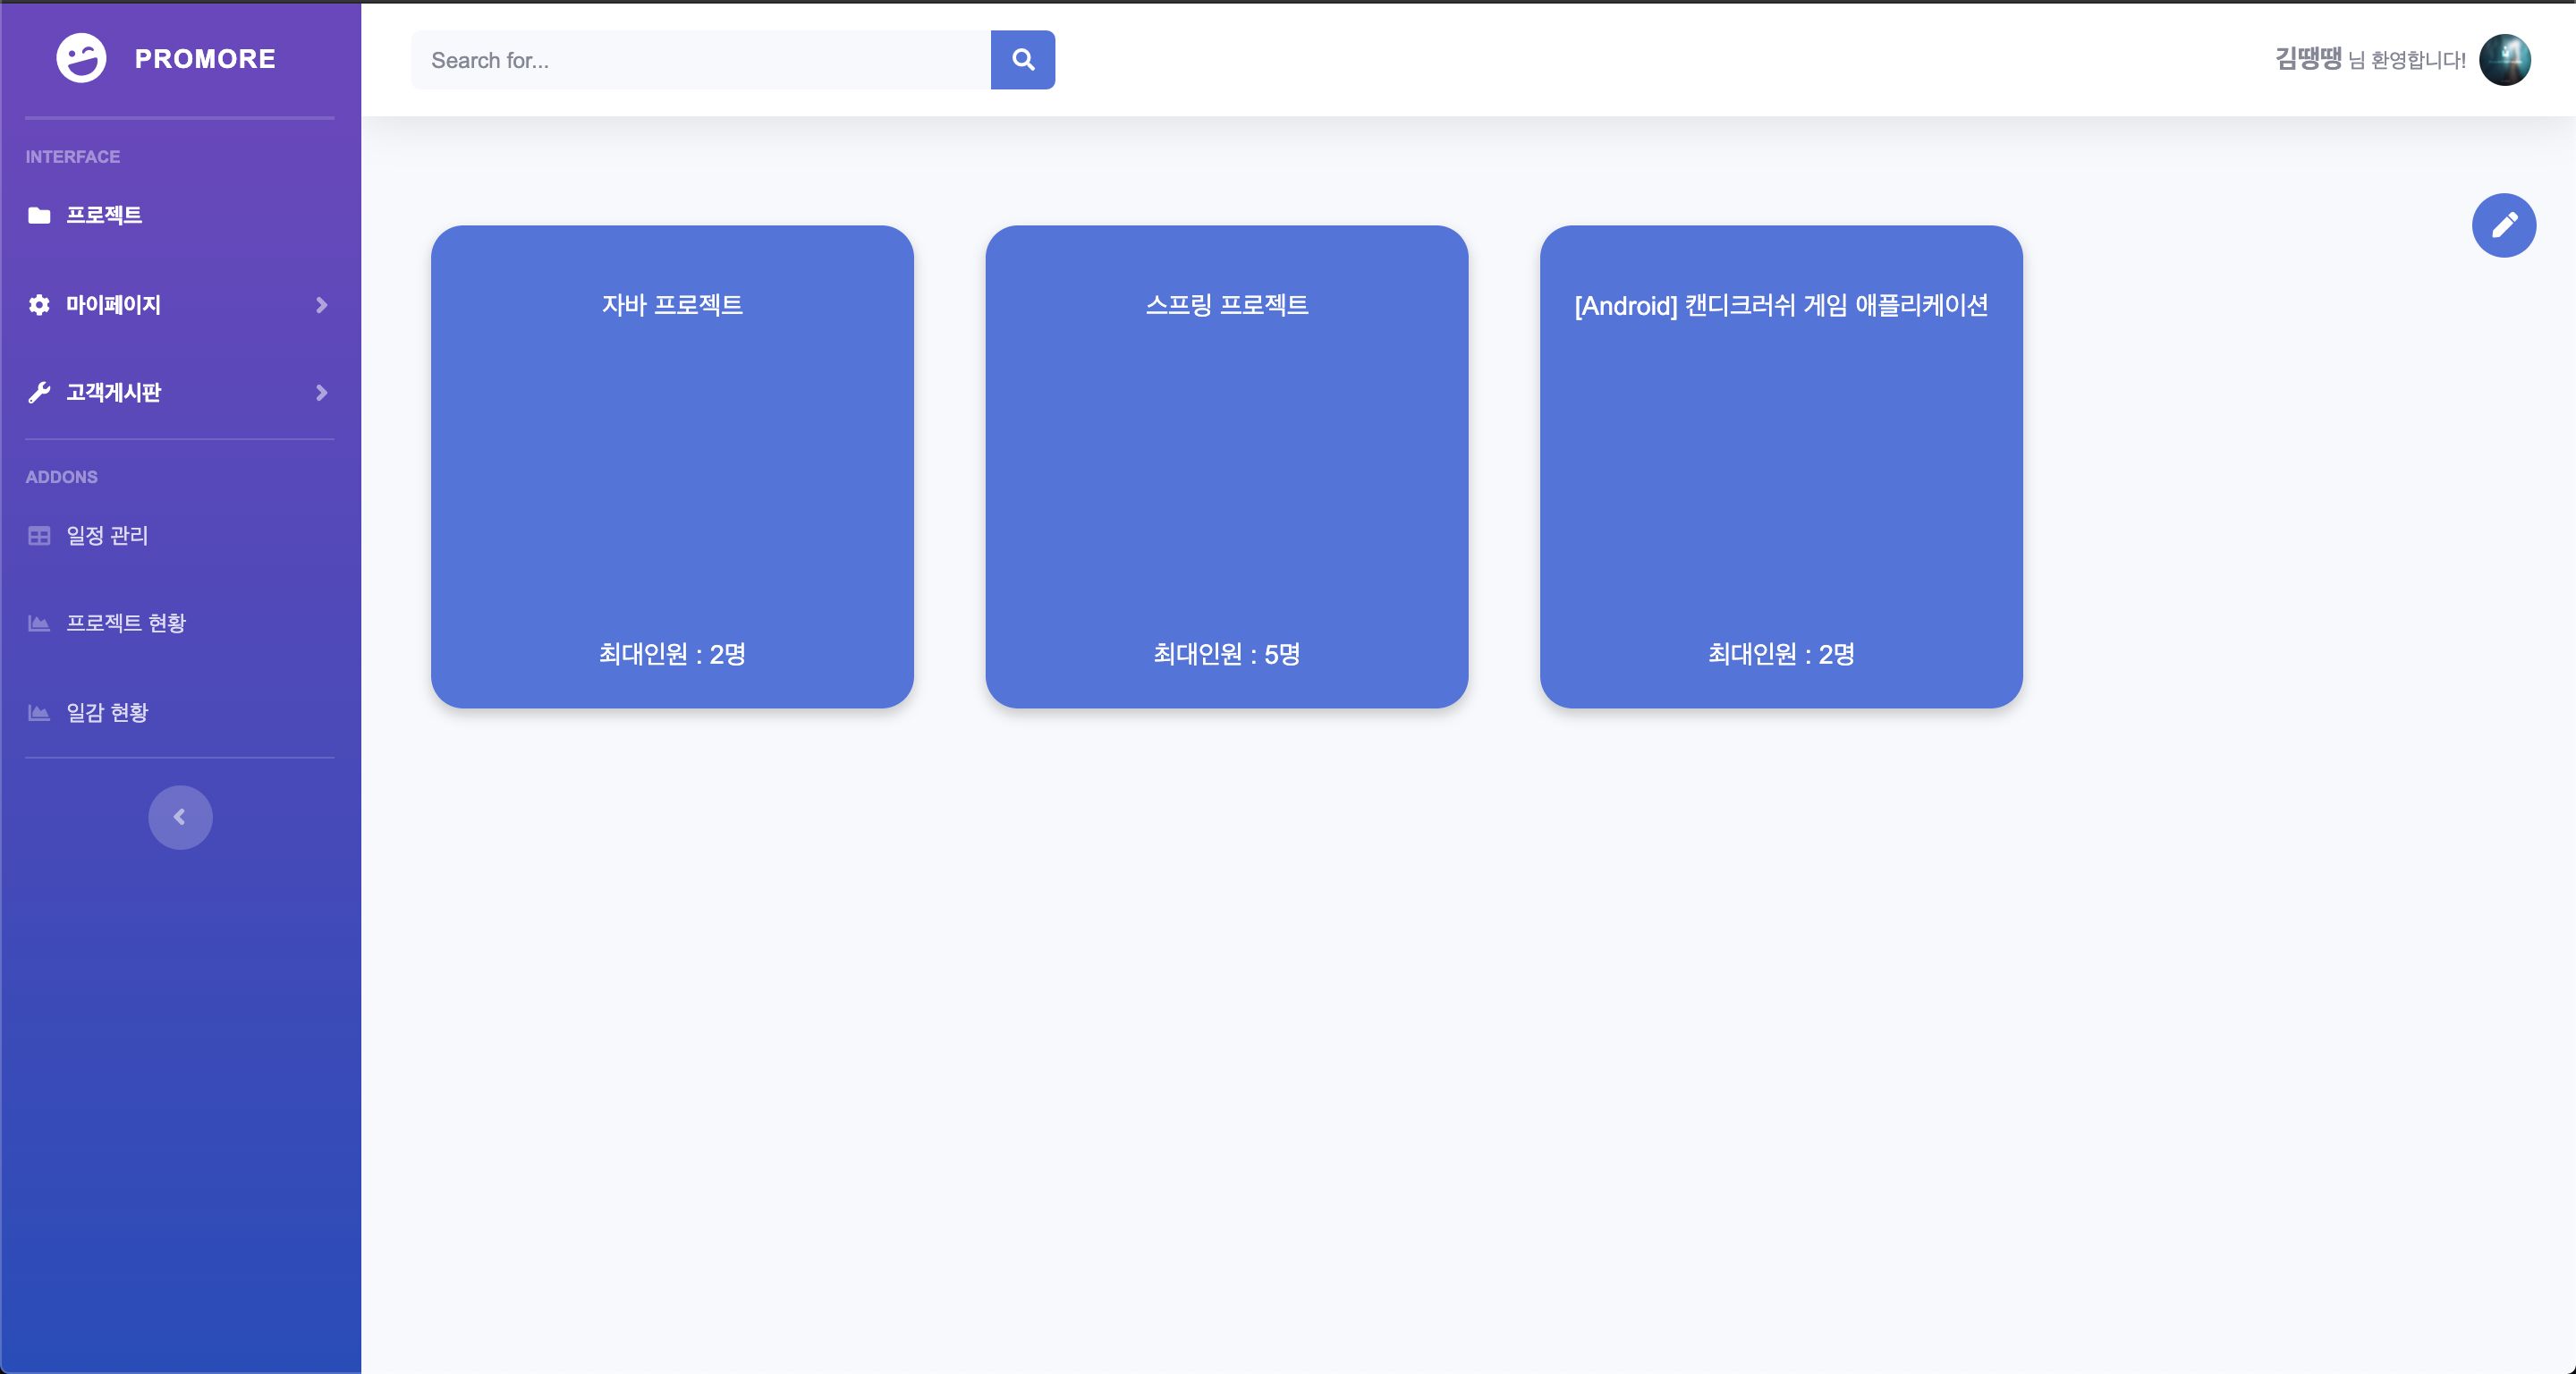 PROMORE
Search for...
김땡땡 님 환영합니다!
INTERFACE
프로젝트
마이페이지
고객게시판
ADDONS
일정 관리
프로젝트 현황
일감 현황
자바 프로젝트
최대인원 : 2명
스프링 프로젝트
최대인원 : 5명
[Android] 캔디크러쉬 게임 애플리케이션
최대인원 : 2명